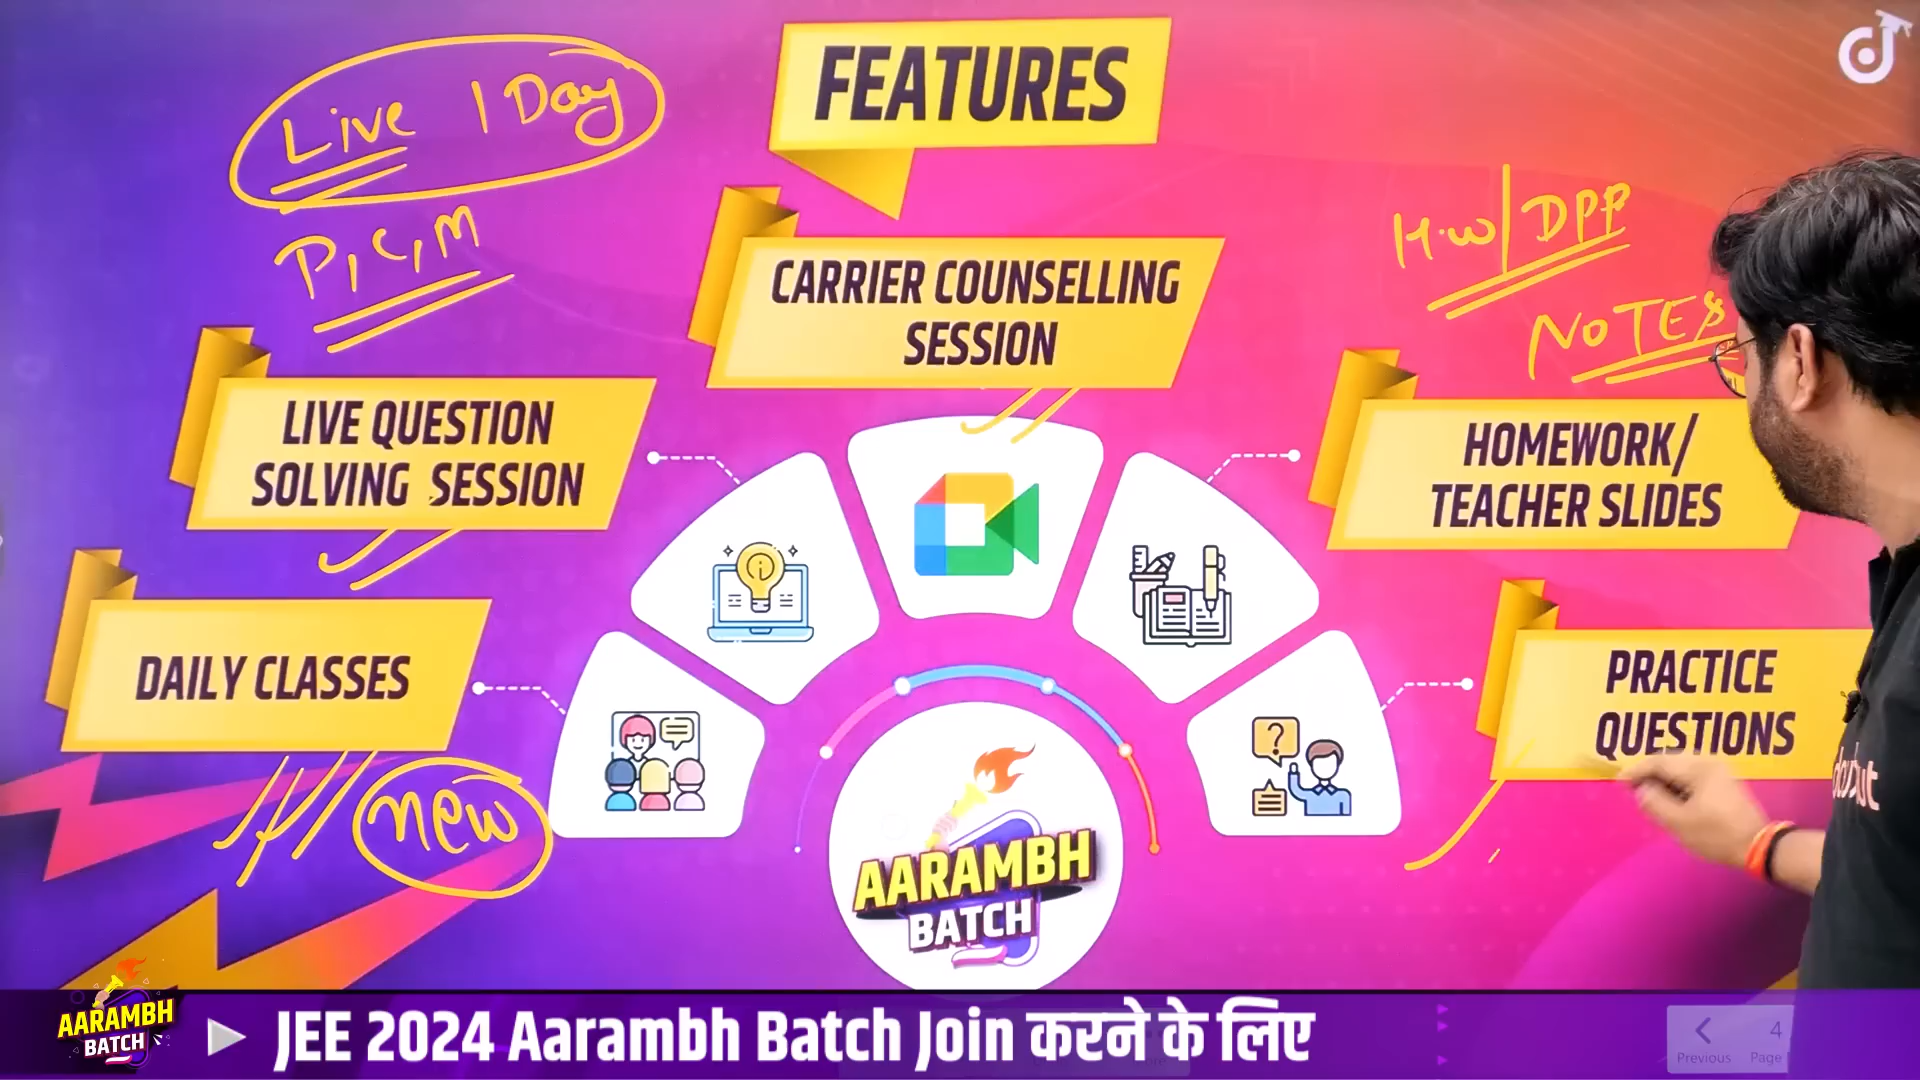 FEATURES
Live 1 Day
P, C, M
CARRIER COUNSELLING
SESSION
H.W/DPP
NOTES
LIVE QUESTION
SOLVING SESSION
HOMEWORK/
TEACHER SLIDES
DAILY CLASSES
new
PRACTICE
QUESTIONS
AARAMBH
BATCH
AARAMBH
BATCH
JEE 2024 Aarambh Batch Join करने के लिए
4
Previous
Page